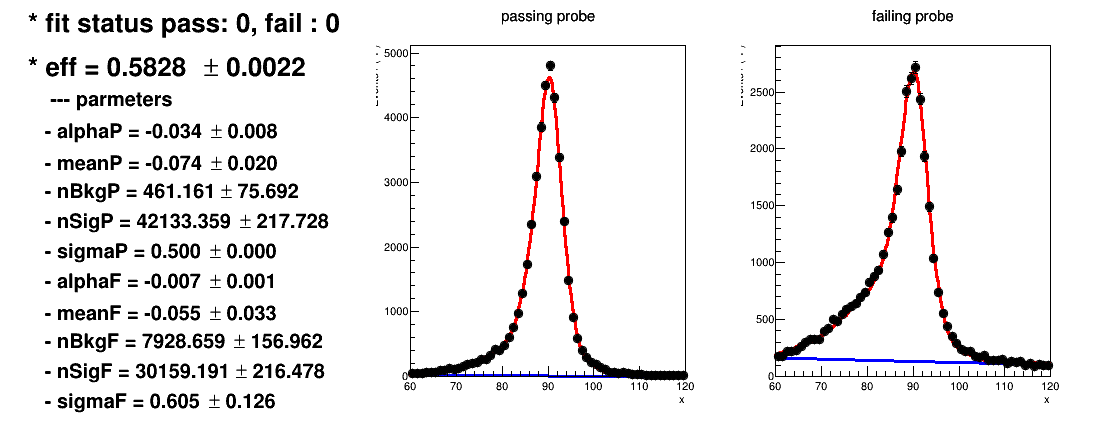 * fit status pass: 0, fail : 0
* eff = 0.5828 ± 0.0022
--- parmeters
- alphaP = -0.034 ± 0.008
- meanP = -0.074 ± 0.020
- nBkgP = 461.161 ± 75.692
- nSigP = 42133.359 ± 217.728
- sigmaP = 0.500 ± 0.000
- alphaF = -0.007 ± 0.001
- meanF = -0.055 ± 0.033
- nBkgF = 7928.659 ± 156.962
- nSigF = 30159.191 ± 216.478
- sigmaF = 0.605 ± 0.126
passing probe
5000
4000
3000
2000
1000
0
60 70 80 90 100 110 120
x
failing probe
2500
2000
1500
1000
500
0
60 70 80 90 100 110 120
x